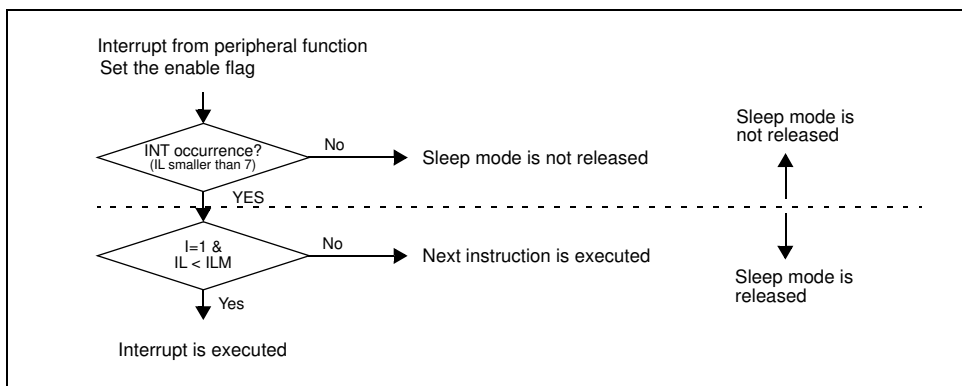 Interrupt from peripheral function
Set the enable flag
INT occurrence?
(IL smaller than 7)
No
Sleep mode is not released
YES
I=1 &
IL < ILM
No
Next instruction is executed
Yes
Interrupt is executed
Sleep mode is
not released
Sleep mode is
released